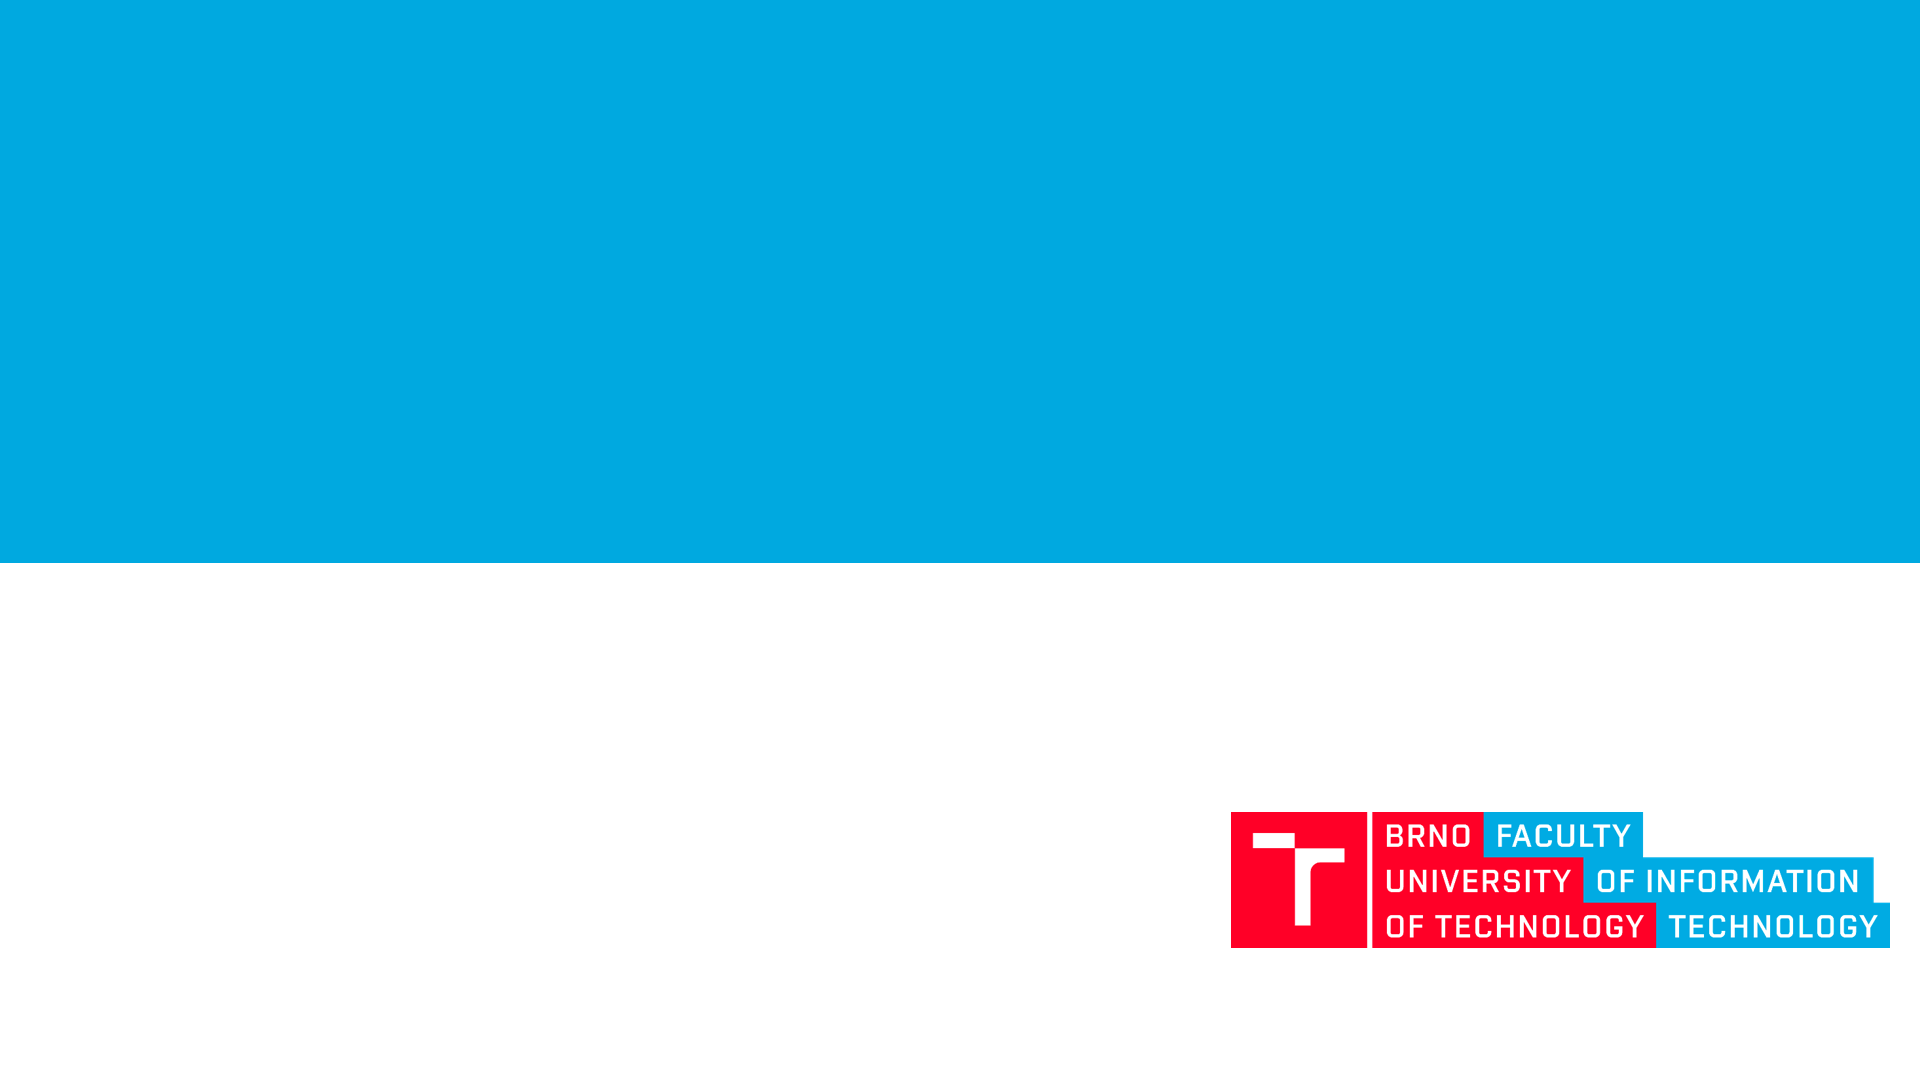 BRNO FACULTY
UNIVERSITY OF INFORMATION
OF TECHNOLOGY TECHNOLOGY